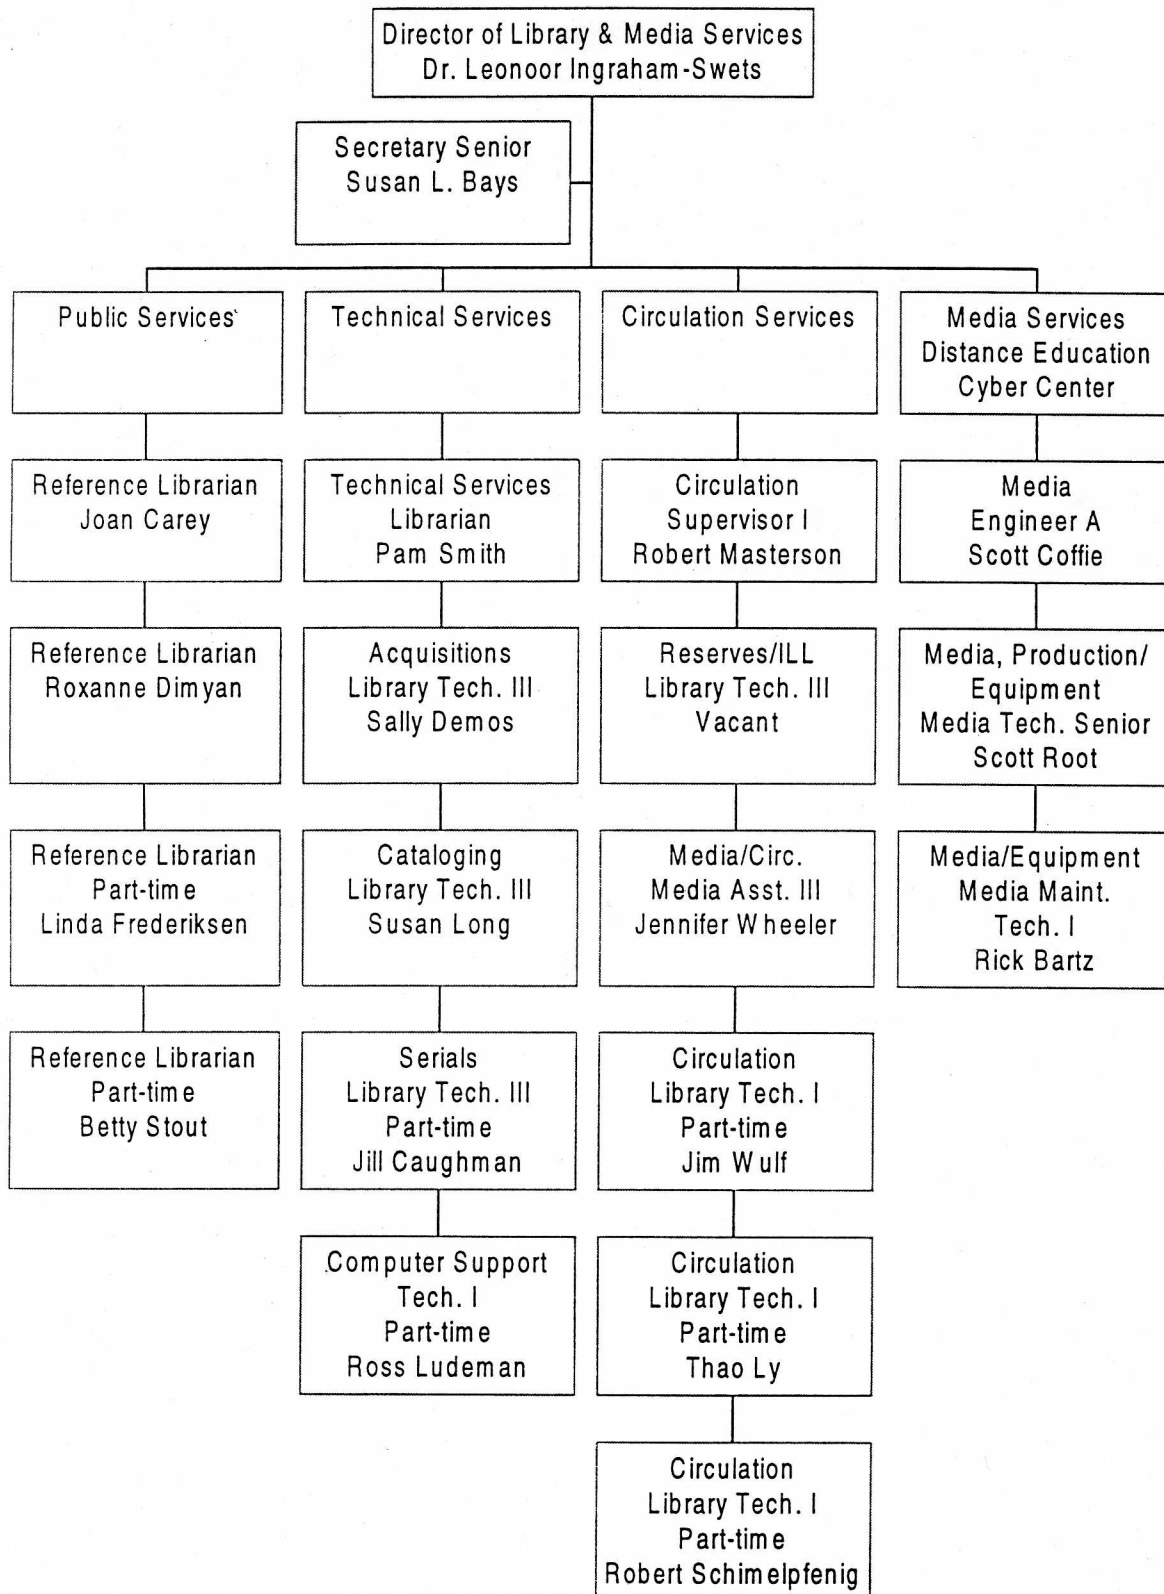 Director of Library & Media Services
Dr. Leonoor Ingraham-Swets
Secretary Senior
Susan L. Bays
Public Services
Reference Librarian
Joan Carey
Reference Librarian
Roxanne Dimyan
Reference Librarian
Part-time
Linda Frederiksen
Reference Librarian
Part-time
Betty Stout
Technical Services
Technical Services
Librarian
Pam Smith
Acquisitions
Library Tech. III
Sally Demos
Cataloging
Library Tech. III
Susan Long
Serials
Library Tech. III
Part-time
Jill Caughman
Computer Support
Tech. I
Part-time
Ross Ludeman
Circulation Services
Circulation
Supervisor I
Robert Masterson
Reserves/ILL
Library Tech. III
Vacant
Media/Circ.
Media Asst. III
Jennifer Wheeler
Circulation
Library Tech. I
Part-time
Jim Wulf
Circulation
Library Tech. I
Part-time
Thao Ly
Circulation
Library Tech. I
Part-time
Robert Schimelpfenig
Media Services
Distance Education
Cyber Center
Media
Engineer A
Scott Coffie
Media, Production/
Equipment
Media Tech. Senior
Scott Root
Media/Equipment
Media Maint.
Tech. I
Rick Bartz